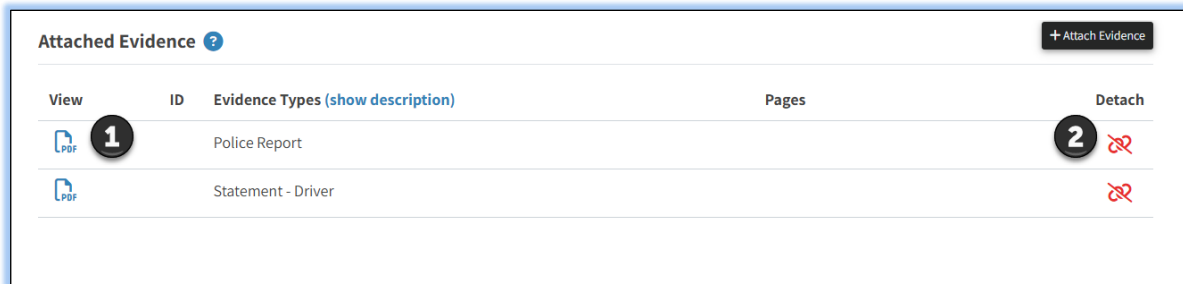 Attached Evidence ?
+ Attach Evidence
View ID Evidence Types (show description) Pages Detach
PDF 1 Police Report 2
PDF Statement - Driver